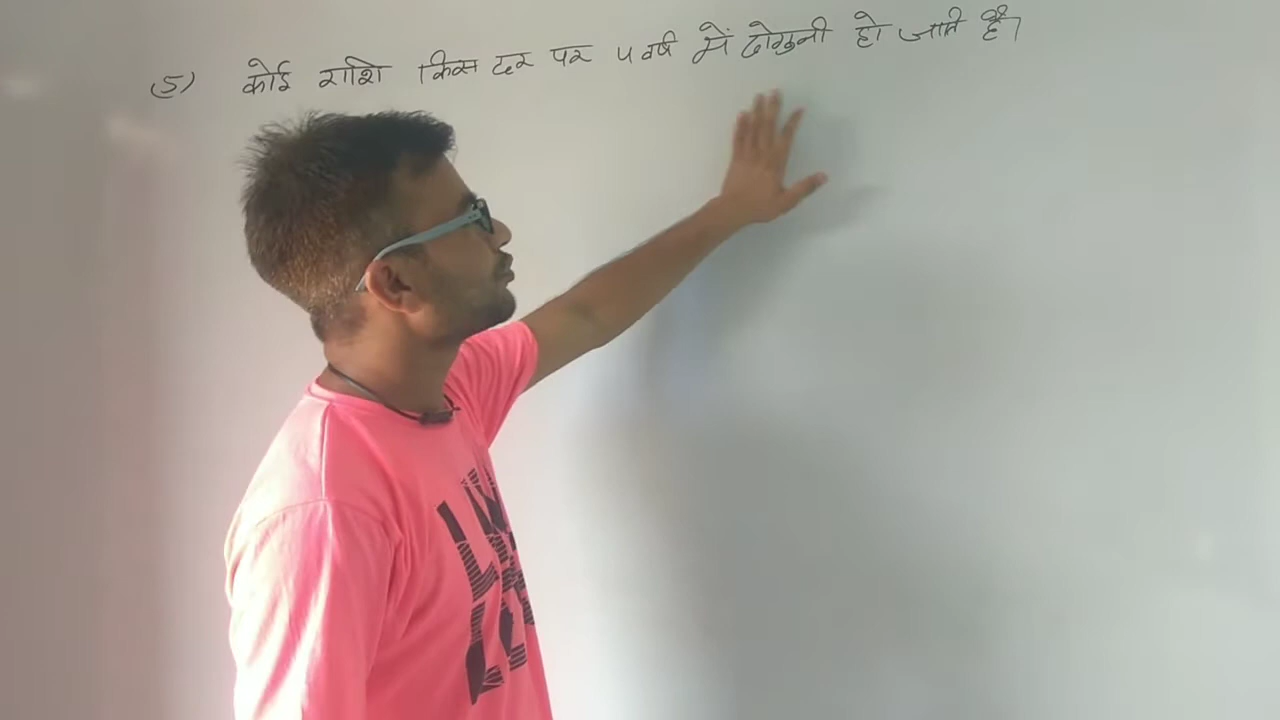 (5) कोई राशि किस दर पर 4 वर्ष में दोगुनी हो जाती है।